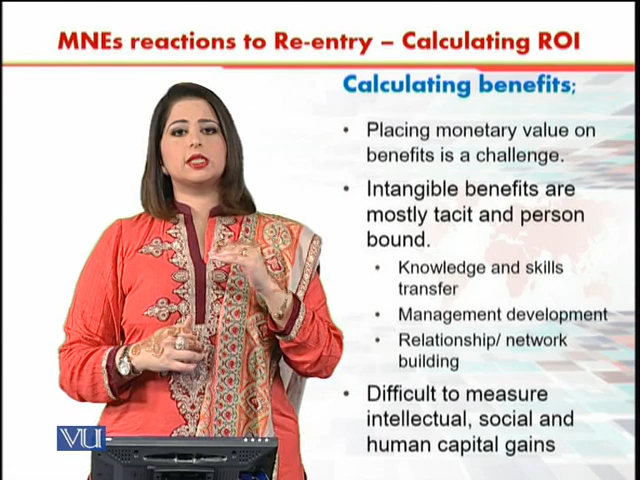 MNEs reactions to Re-entry – Calculating ROI
Calculating benefits;
• Placing monetary value on
benefits is a challenge.
• Intangible benefits are
mostly tacit and person
bound.
• Knowledge and skills
transfer
• Management development
• Relationship/ network
building
• Difficult to measure
intellectual, social and
human capital gains
VU